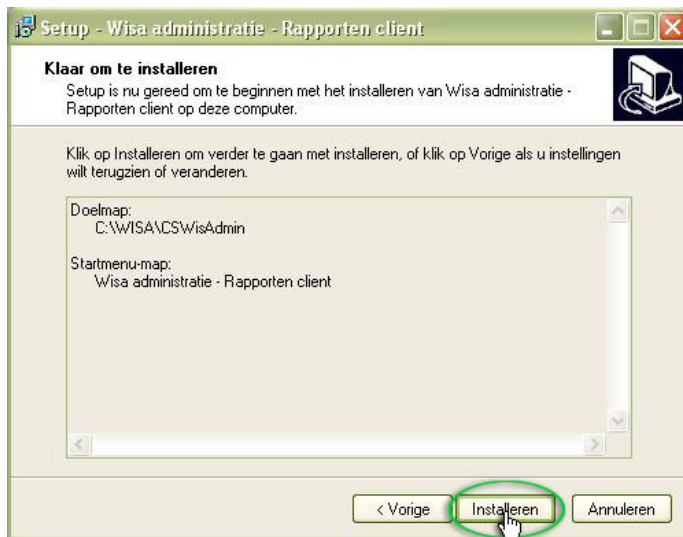 Setup - Wisa administratie - Rapporten client
Klaar om te installeren
Setup is nu gereed om te beginnen met het installeren van Wisa administratie -
Rapporten client op deze computer.
Klik op Installeren om verder te gaan met installeren, of klik op Vorige als u instellingen
wilt terugzien of veranderen.
Doelmap:
C:\WISA\CSWisAdmin
Startmenu-map:
Wisa administratie - Rapporten client
< Vorige
Installeren
Annuleren